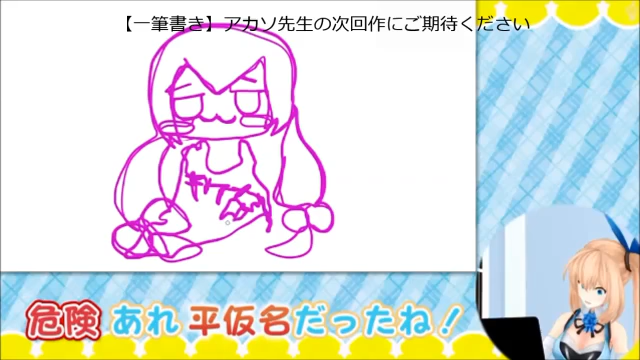 【一筆書き】アカソ先生の次回作にご期待ください
危険 あれ 平仮名だったね！